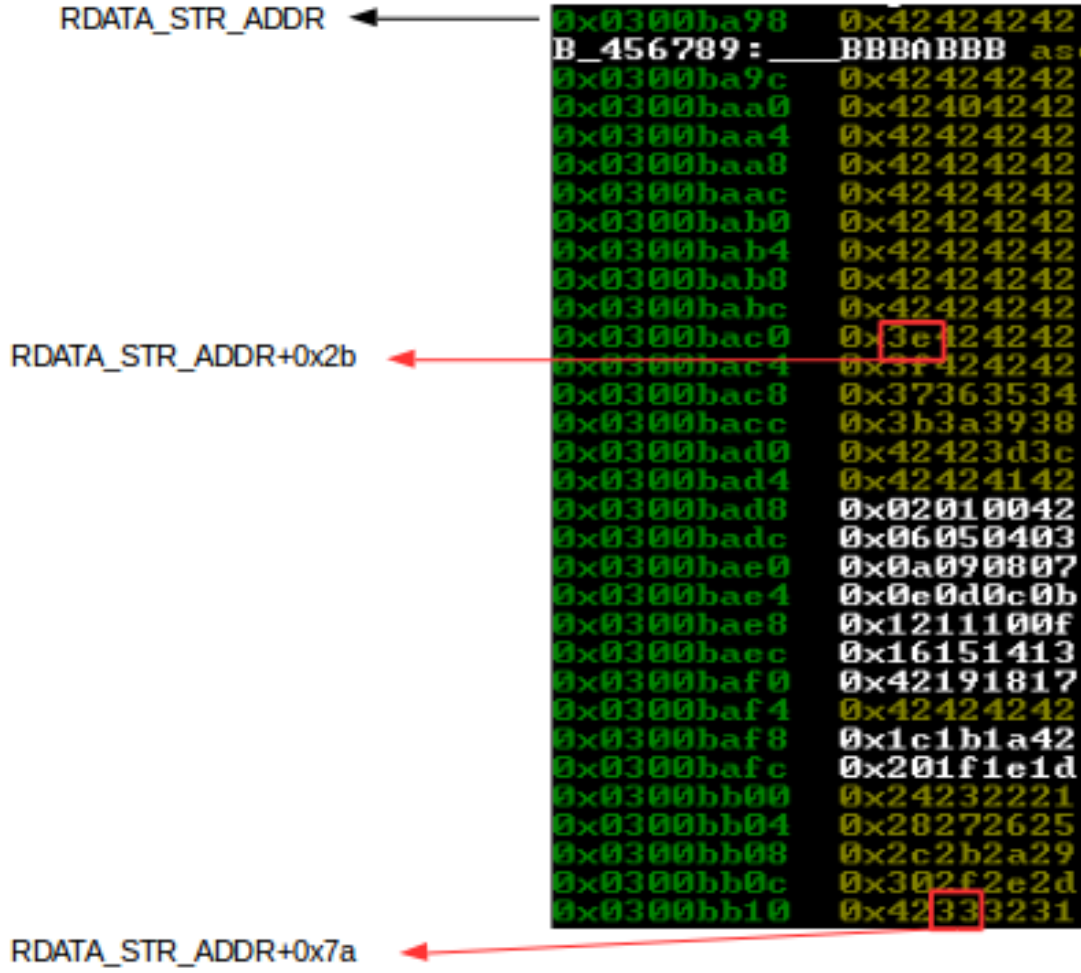 RDATA_STR_ADDR
0x0300ba98 0x42424242
B_456789:___BBBABBB
0x0300ba9c 0x42424242
0x0300baa0 0x42404242
0x0300baa4 0x42424242
0x0300baa8 0x42424242
0x0300baac 0x42424242
0x0300bab0 0x42424242
0x0300bab4 0x42424242
0x0300bab8 0x42424242
0x0300babc 0x42424242
0x0300bac0 0x3e424242
RDATA_STR_ADDR+0x2b
0x0300bac4 0x3f424242
0x0300bac8 0x37363534
0x0300bacc 0x3b3a3938
0x0300bad0 0x42423d3c
0x0300bad4 0x42424142
0x0300bad8 0x02010042
0x0300badc 0x06050403
0x0300bae0 0x0a090807
0x0300bae4 0x0e0d0c0b
0x0300bae8 0x1211100f
0x0300baec 0x16151413
0x0300baf0 0x42191817
0x0300baf4 0x42424242
0x0300baf8 0x1c1b1a42
0x0300bafc 0x201f1e1d
0x0300bb00 0x24232221
0x0300bb04 0x28272625
0x0300bb08 0x2c2b2a29
0x0300bb0c 0x302f2e2d
0x0300bb10 0x42333231
RDATA_STR_ADDR+0x7a